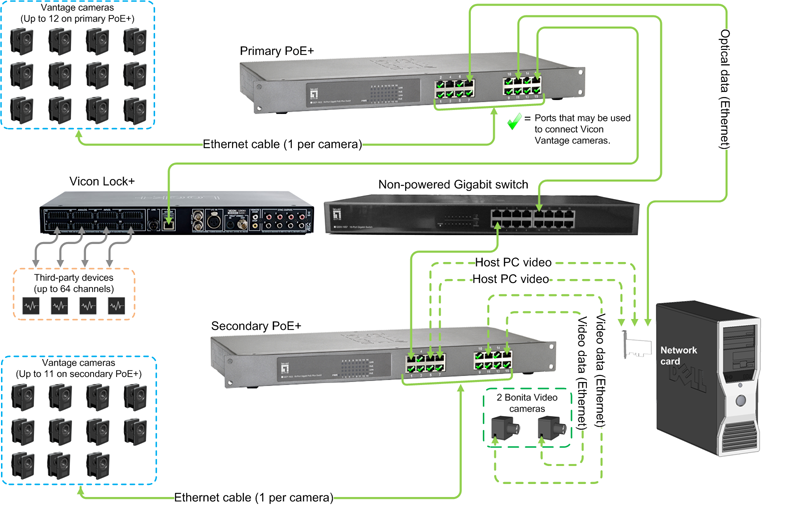 Vantage cameras
(Up to 12 on primary PoE+)
Primary PoE+
Optical data (Ethernet)
= Ports that may be used
to connect Vicon
Vantage cameras.
Ethernet cable (1 per camera)
Vicon Lock+
Non-powered Gigabit switch
Third-party devices
(up to 64 channels)
Host PC video
Host PC video
Secondary PoE+
Network
card
DELL
Video data (Ethernet)
Video data (Ethernet)
Vantage cameras
(Up to 11 on secondary PoE+)
2 Bonita Video
cameras
Ethernet cable (1 per camera)